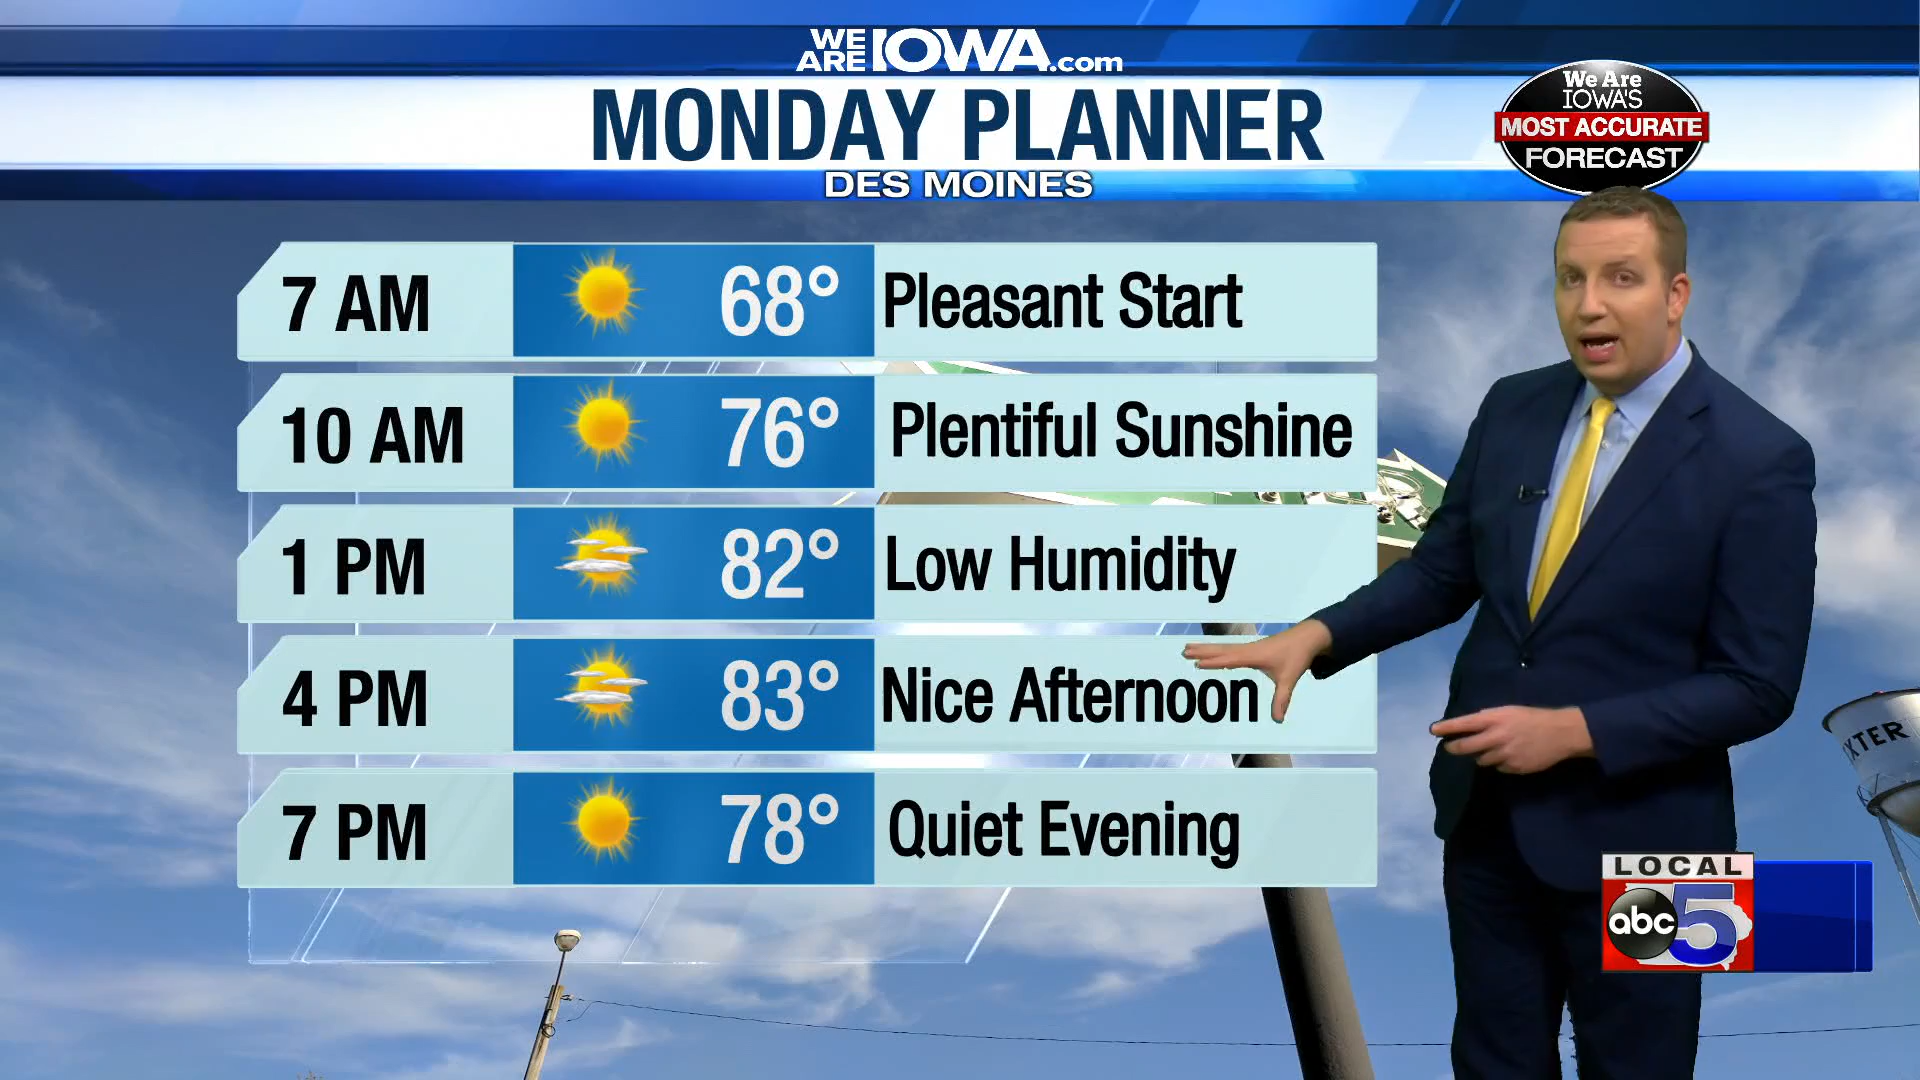 WE ARE IOWA.com
MONDAY PLANNER
DES MOINES
We Are
IOWA'S
MOST ACCURATE
FORECAST
7 AM 68° Pleasant Start
10 AM 76° Plentiful Sunshine
1 PM 82° Low Humidity
4 PM 83° Nice Afternoon
7 PM 78° Quiet Evening
XTER
LOCAL
abc 5